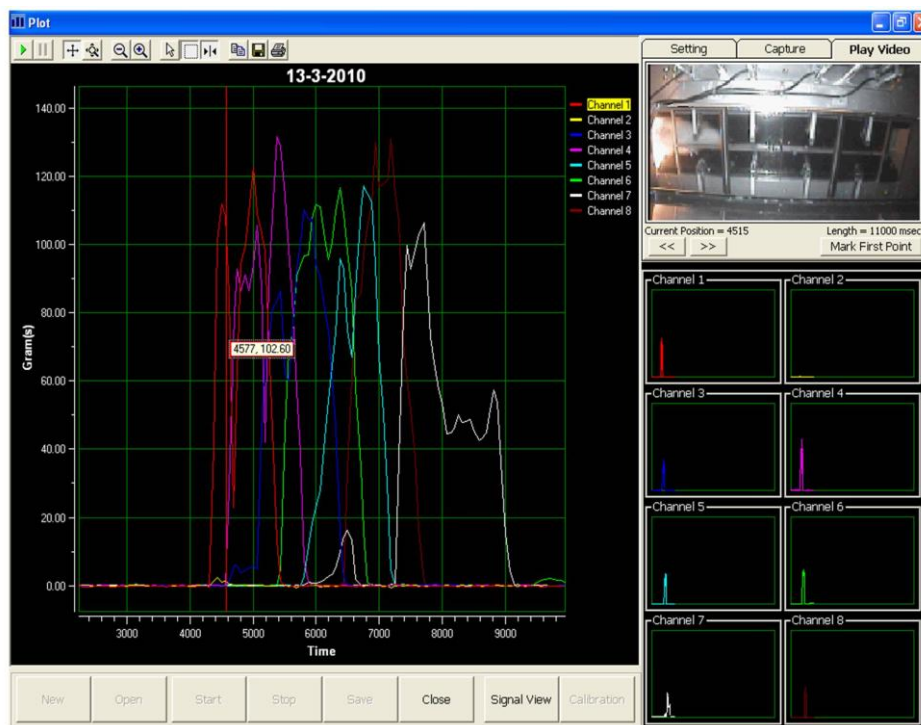 Plot
Setting Capture Play Video
13-3-2010
140.00
120.00
100.00
80.00
60.00
40.00
20.00
0.00
Gram(s)
Channel 1
Channel 2
Channel 3
Channel 4
Channel 5
Channel 6
Channel 7
Channel 8
4577, 102.60
3000 4000 5000 6000 7000 8000 9000
Time
Current Position = 4515 Length = 11000 msec
<< >> Mark First Point
Channel 1 Channel 2
Channel 3 Channel 4
Channel 5 Channel 6
Channel 7 Channel 8
New Open Start Stop Save Close Signal View Calibration